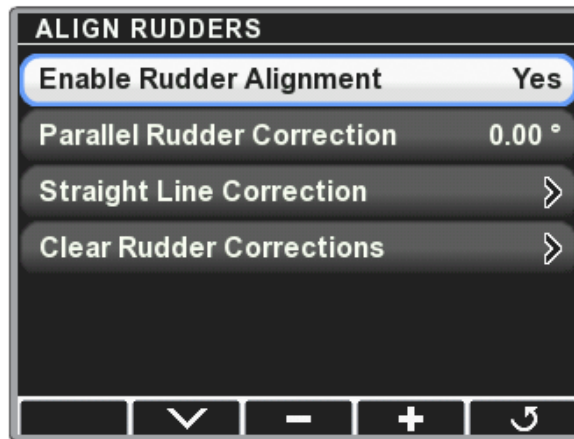 ALIGN RUDDERS
Enable Rudder Alignment Yes
Parallel Rudder Correction 0.00 °
Straight Line Correction
Clear Rudder Corrections